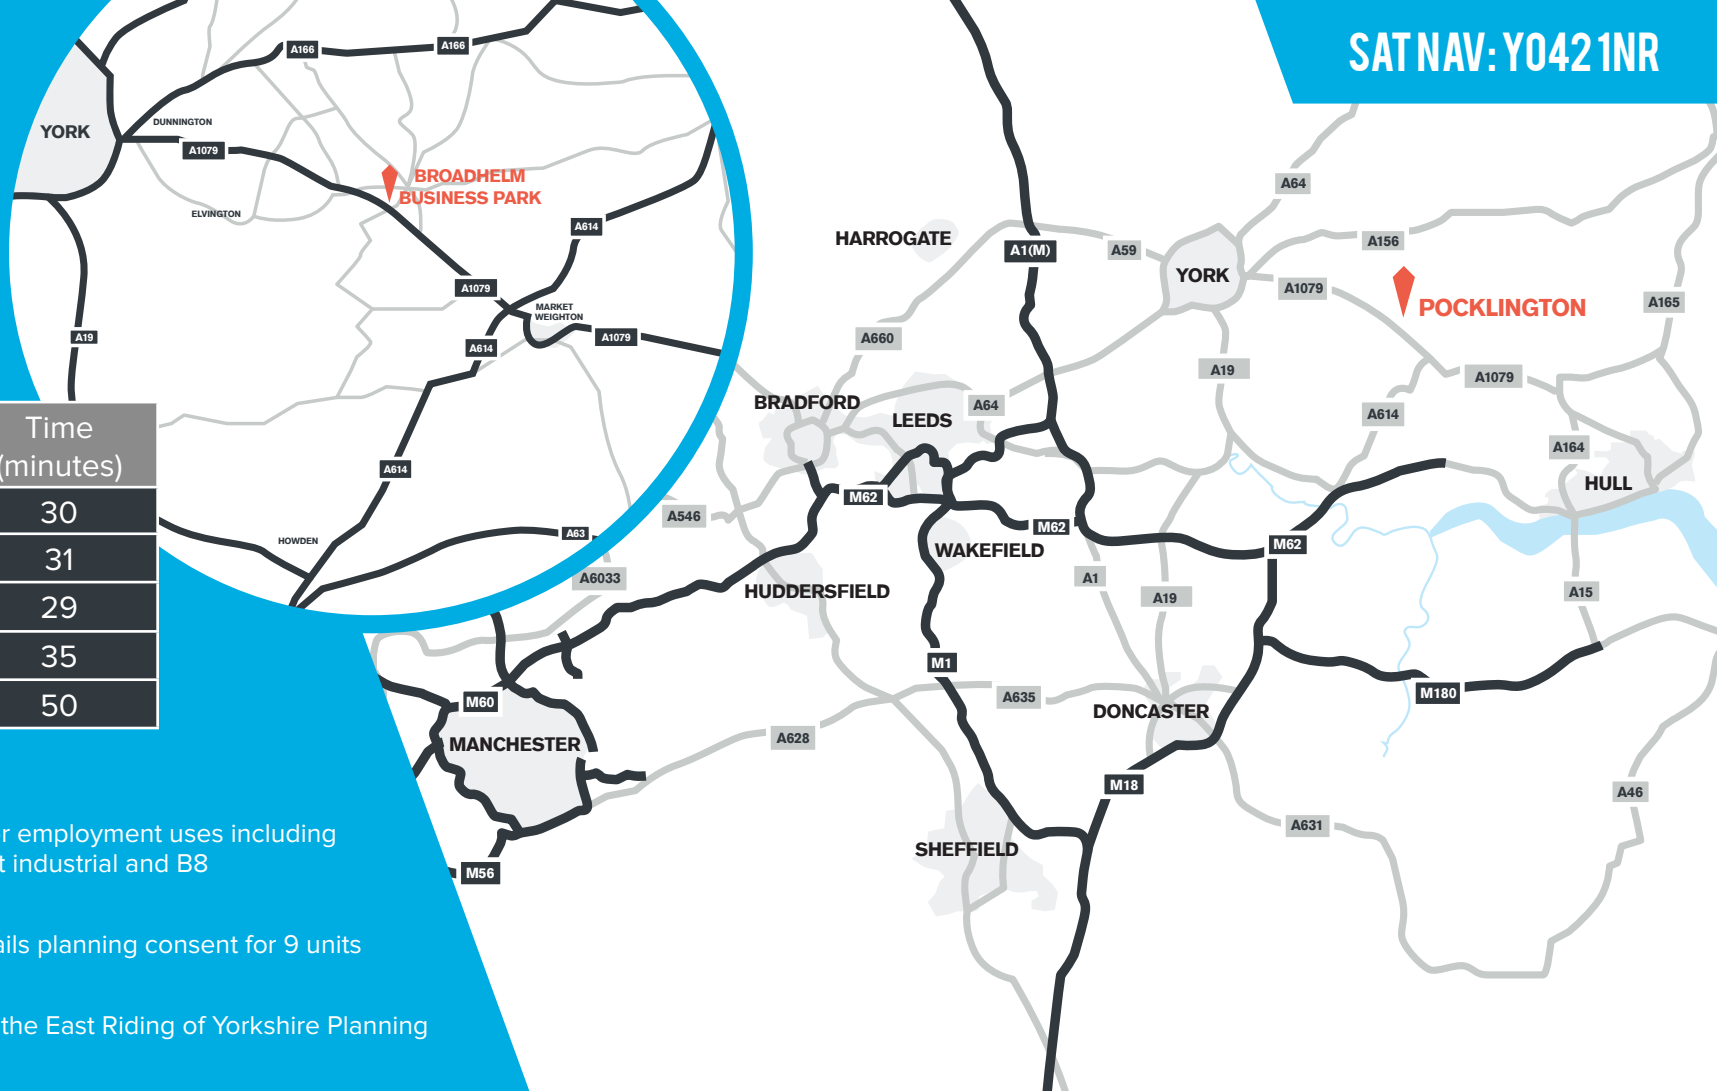 SAT NAV: YO42 1NR
A166
A166
YORK
DUNNINGTON
A1079
BROADHELM
BUSINESS PARK
ELVINGTON
A614
A1079
MARKET
WEIGHTON
A19
A614
A1079
A614
HOWDEN
A63
Time
(minutes)
30
31
29
35
50
r employment uses including
t industrial and B8
ails planning consent for 9 units
the East Riding of Yorkshire Planning
A64
HARROGATE
A1(M)
A59
A156
YORK
A1079
POCKLINGTON
A165
A660
A19
A1079
BRADFORD
A64
LEEDS
A614
A164
HULL
M62
A546
M62
M62
WAKEFIELD
A6033
A1
HUDDERSFIELD
A19
A15
M1
A635
M180
M60
DONCASTER
A628
MANCHESTER
M18
A46
A631
SHEFFIELD
M56